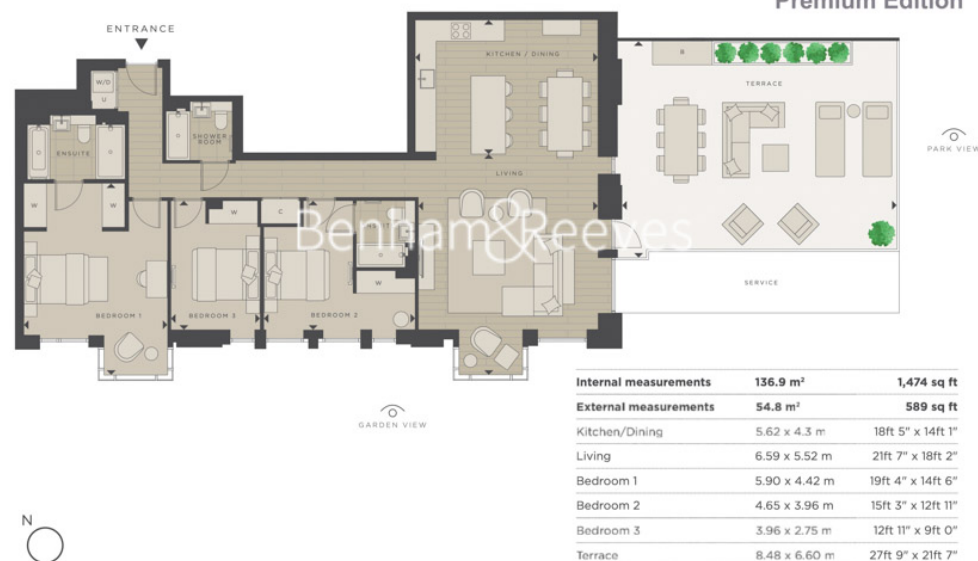 Premium Edition
ENTRANCE
W/D
U
KITCHEN / DINING
B
TERRACE
ENSUITE
SHOWER
ROOM
PARK VIEW
LIVING
W
W
W
C
Benham & Reeves
W
SERVICE
BEDROOM 1
BEDROOM 3
BEDROOM 2
GARDEN VIEW
Internal measurements 136.9 m² 1,474 sq ft
External measurements 54.8 m² 589 sq ft
Kitchen/Dining 5.62 x 4.3 m 18ft 5" x 14ft 1"
Living 6.59 x 5.52 m 21ft 7" x 18ft 2"
Bedroom 1 5.90 x 4.42 m 19ft 4" x 14ft 6"
Bedroom 2 4.65 x 3.96 m 15ft 3" x 12ft 11"
Bedroom 3 3.96 x 2.75 m 12ft 11" x 9ft 0"
Terrace 8.48 x 6.60 m 27ft 9" x 21ft 7"
N